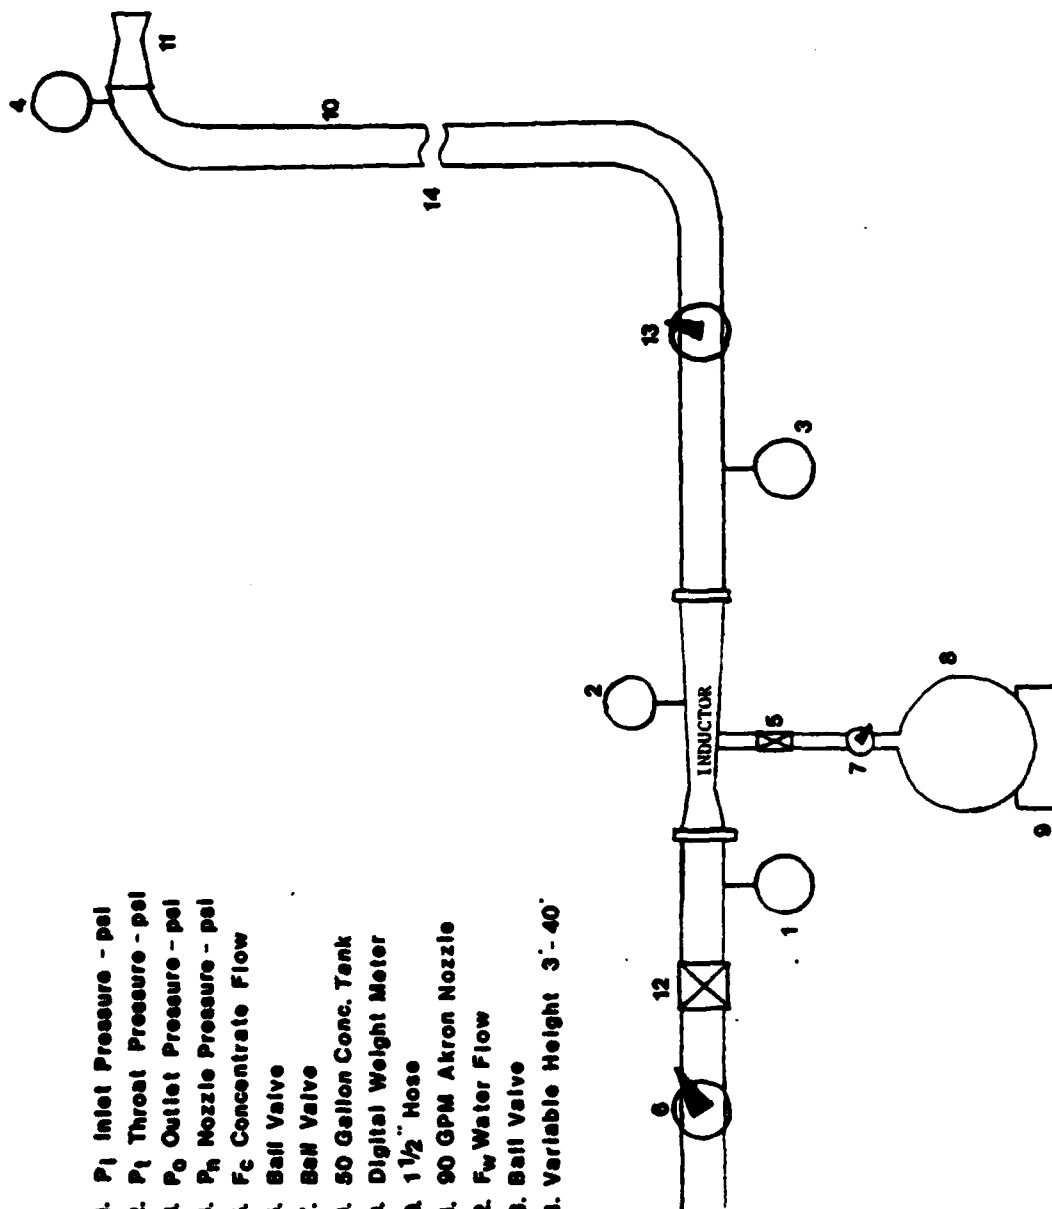 Pi Inlet Pressure - psi
Pt Throat Pressure - psi
Po Outlet Pressure - psi
Pn Nozzle Pressure - psi
Fc Concentrate Flow
Ball Valve
Ball Valve
50 Gallon Conc. Tank
Digital Weight Meter
1 1/2" Hose
90 GPM Akron Nozzle
2. Fw Water Flow
3. Ball Valve
Variable Height 3'- 40'
4
11
10
14
13
3
2
INDUCTOR
5
7
8
9
1
12
6